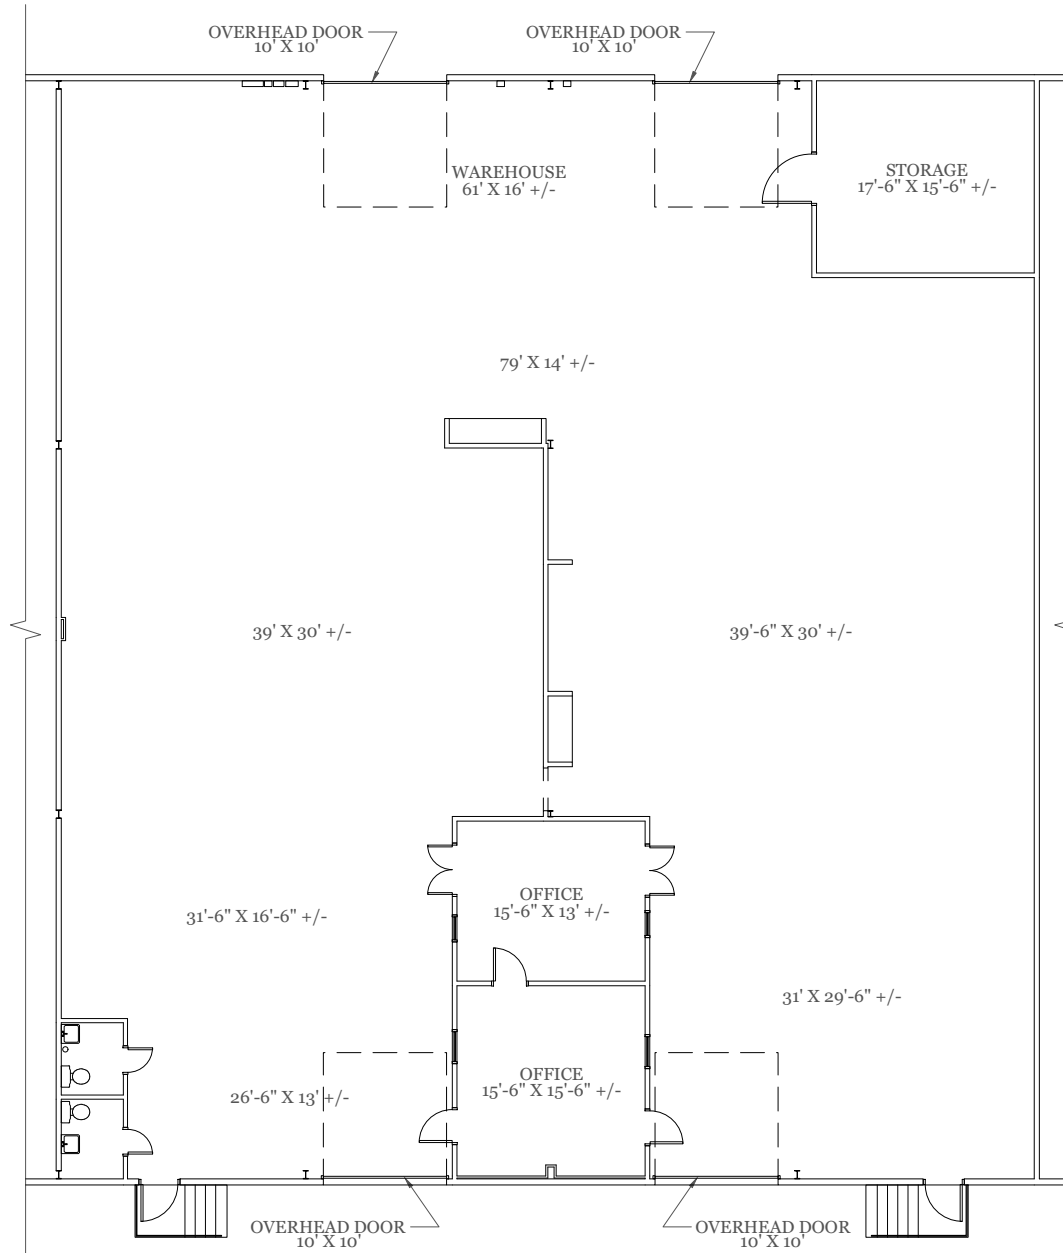 OVERHEAD DOOR
10' X 10'
OVERHEAD DOOR
10' X 10'
WAREHOUSE
61' X 16' +/-
STORAGE
17'-6" X 15'-6" +/-
79' X 14' +/-
39' X 30' +/-
39'-6" X 30' +/-
OFFICE
15'-6" X 13' +/-
31'-6" X 16'-6" +/-
31' X 29'-6" +/-
OFFICE
15'-6" X 15'-6" +/-
26'-6" X 13' +/-
OVERHEAD DOOR
10' X 10'
OVERHEAD DOOR
10' X 10'